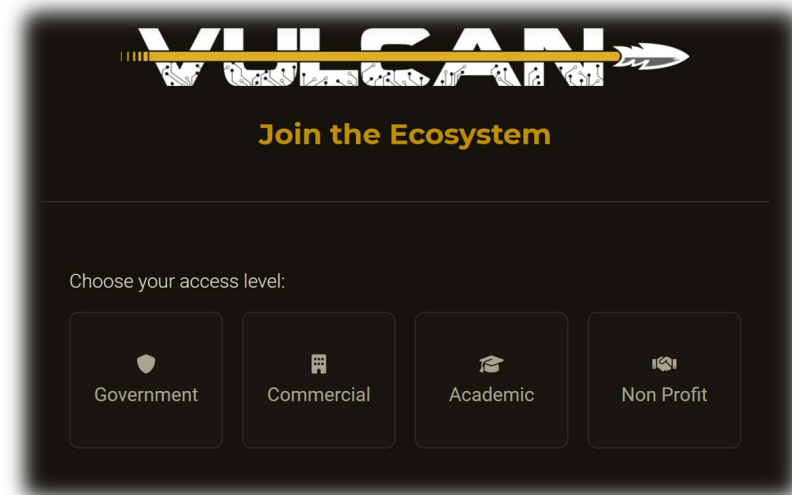 VULCAN
Join the Ecosystem
Choose your access level:
Government
Commercial
Academic
Non Profit